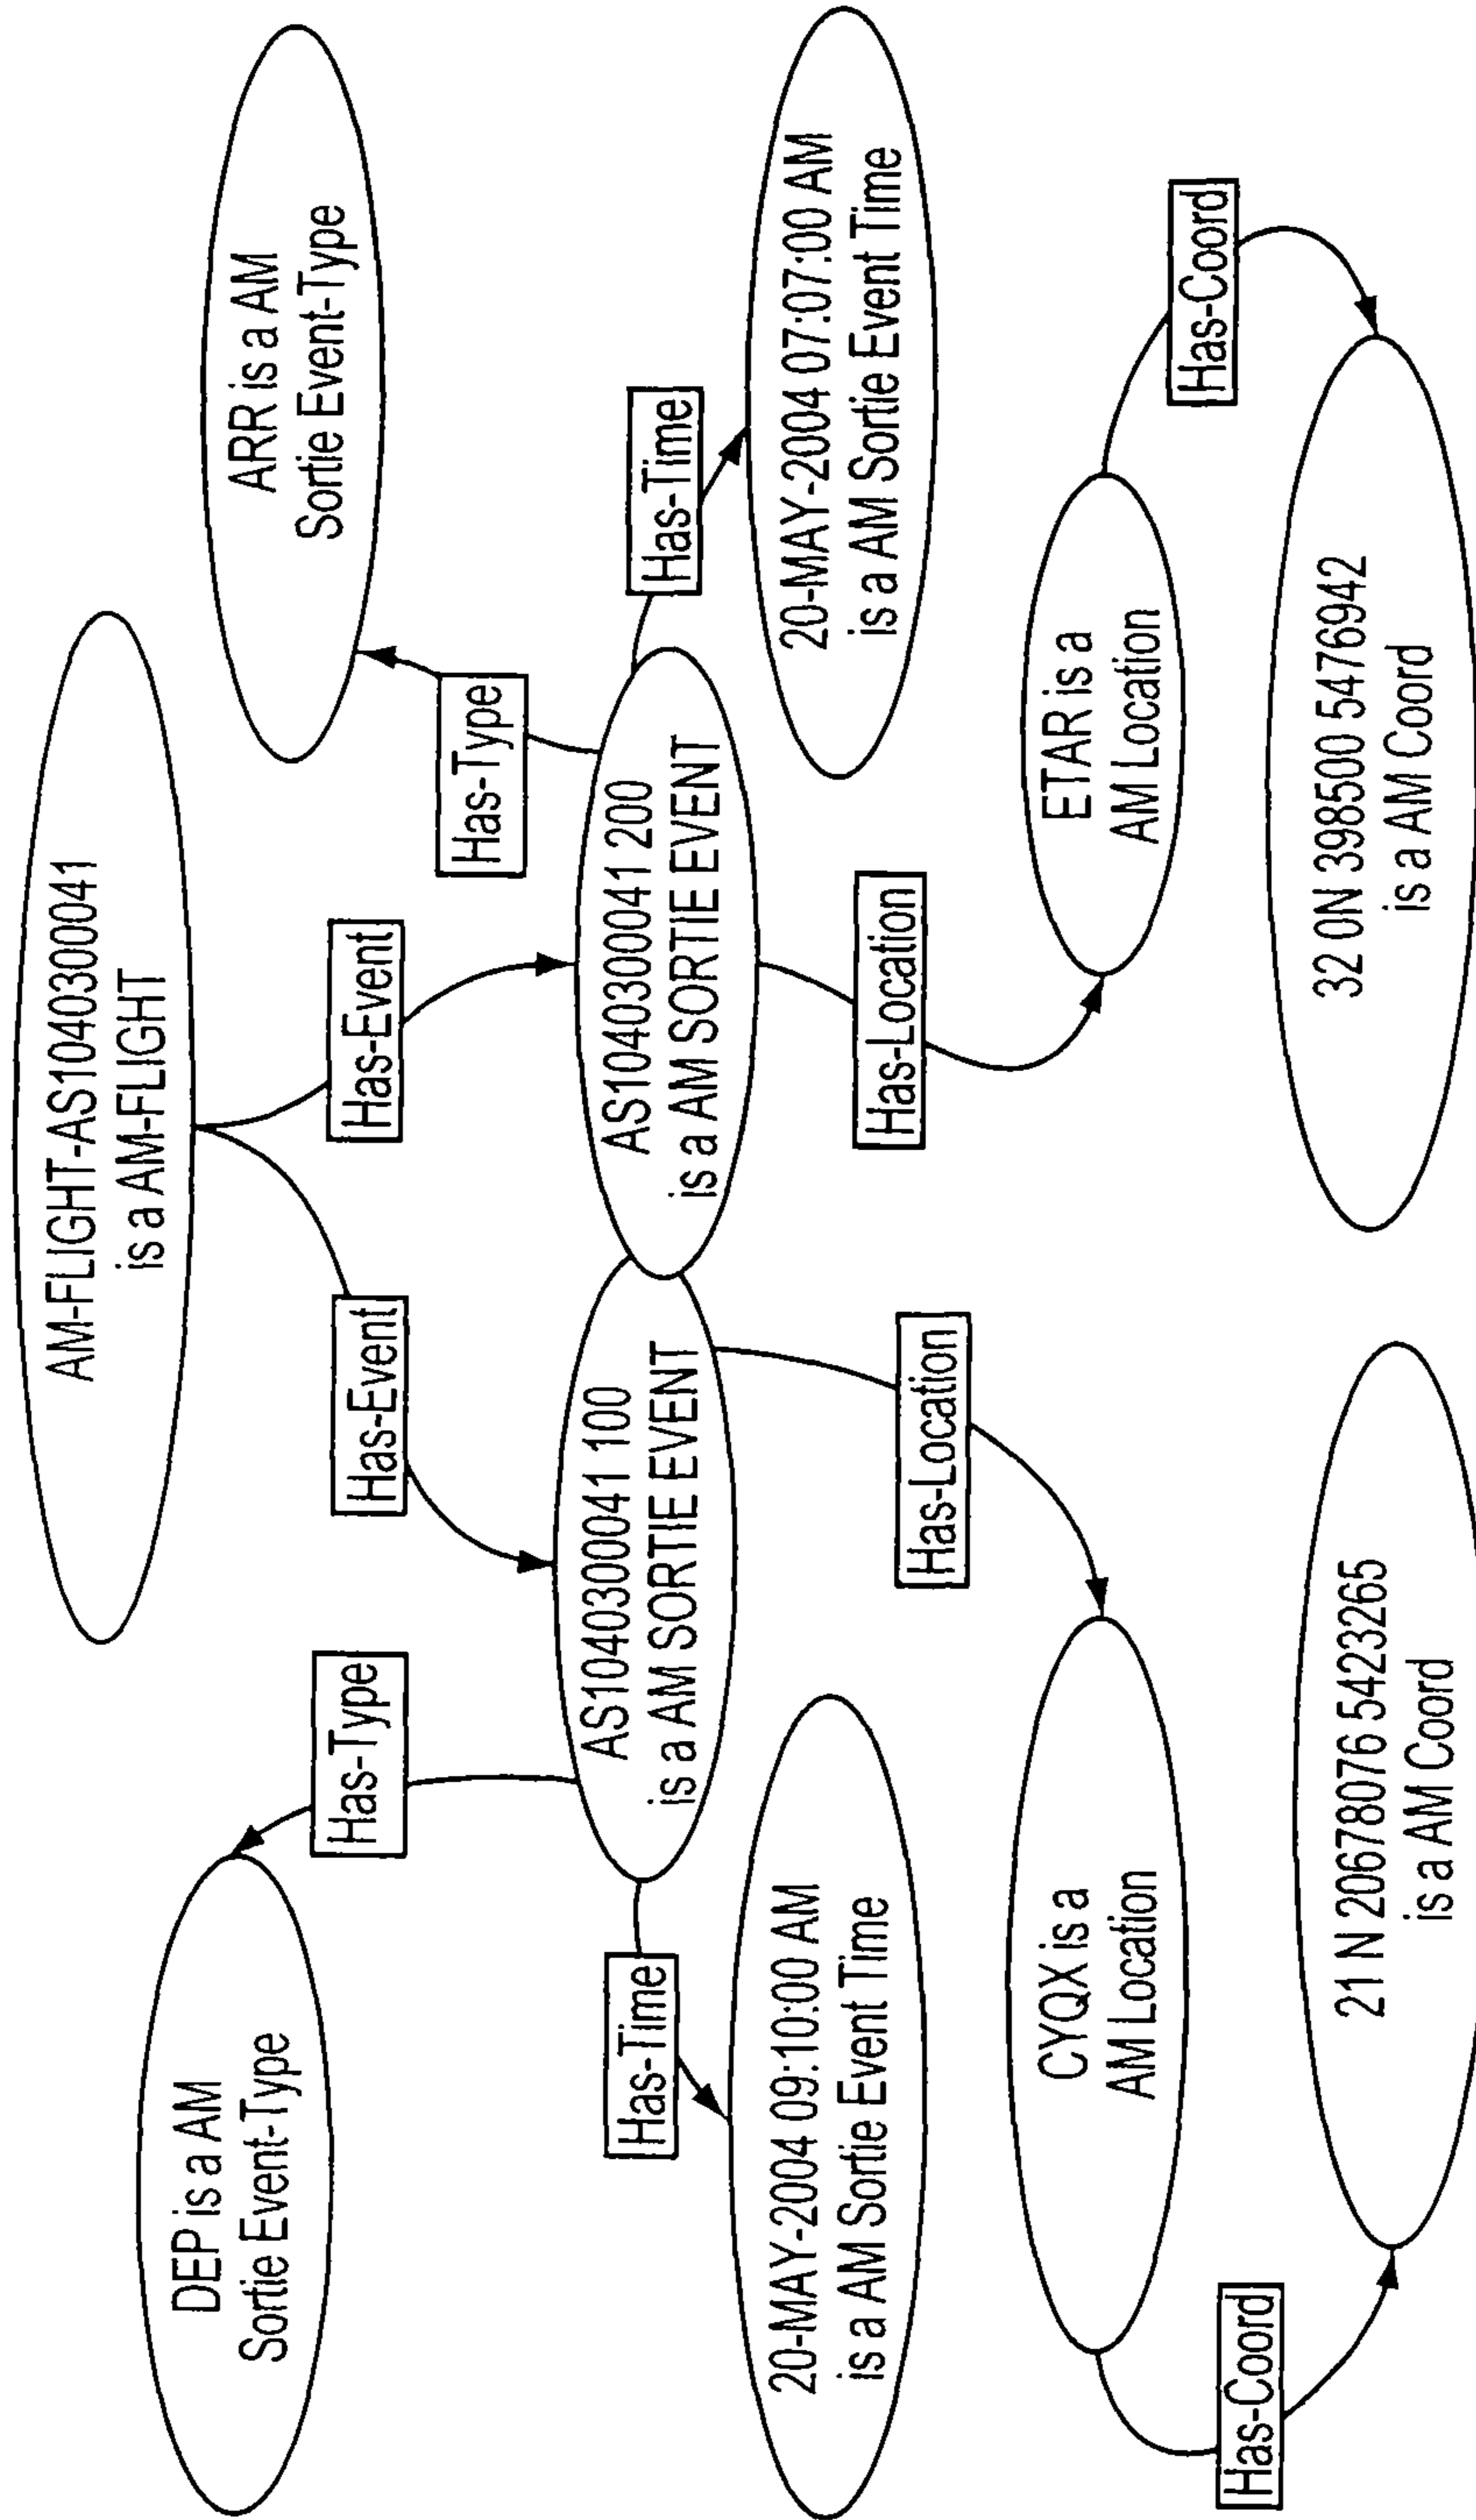 AM-FLIGHT-AS1040300041
is a AM-FLIGHT
DEP is a AM
Sortie Event-Type
Has-Type
Has-Event
Has-Event
ARR is a AM
Sortie Event-Type
Has-Type
AS1040300041 100
is a AM SORTIE EVENT
AS1040300041 200
is a AM SORTIE EVENT
Has-Time
Has-Time
20-MAY-2004 09:10:00 AM
is a AM Sortie Event Time
Has-Location
Has-Location
20-MAY-2004 07:07:00 AM
is a AM Sortie Event Time
CYQX is a
AM Location
ETAR is a
AM Location
Has-Coord
Has-Coord
21 N 20678076 5423265
is a AM Coord
32 0N 398500 5476942
is a AM Coord